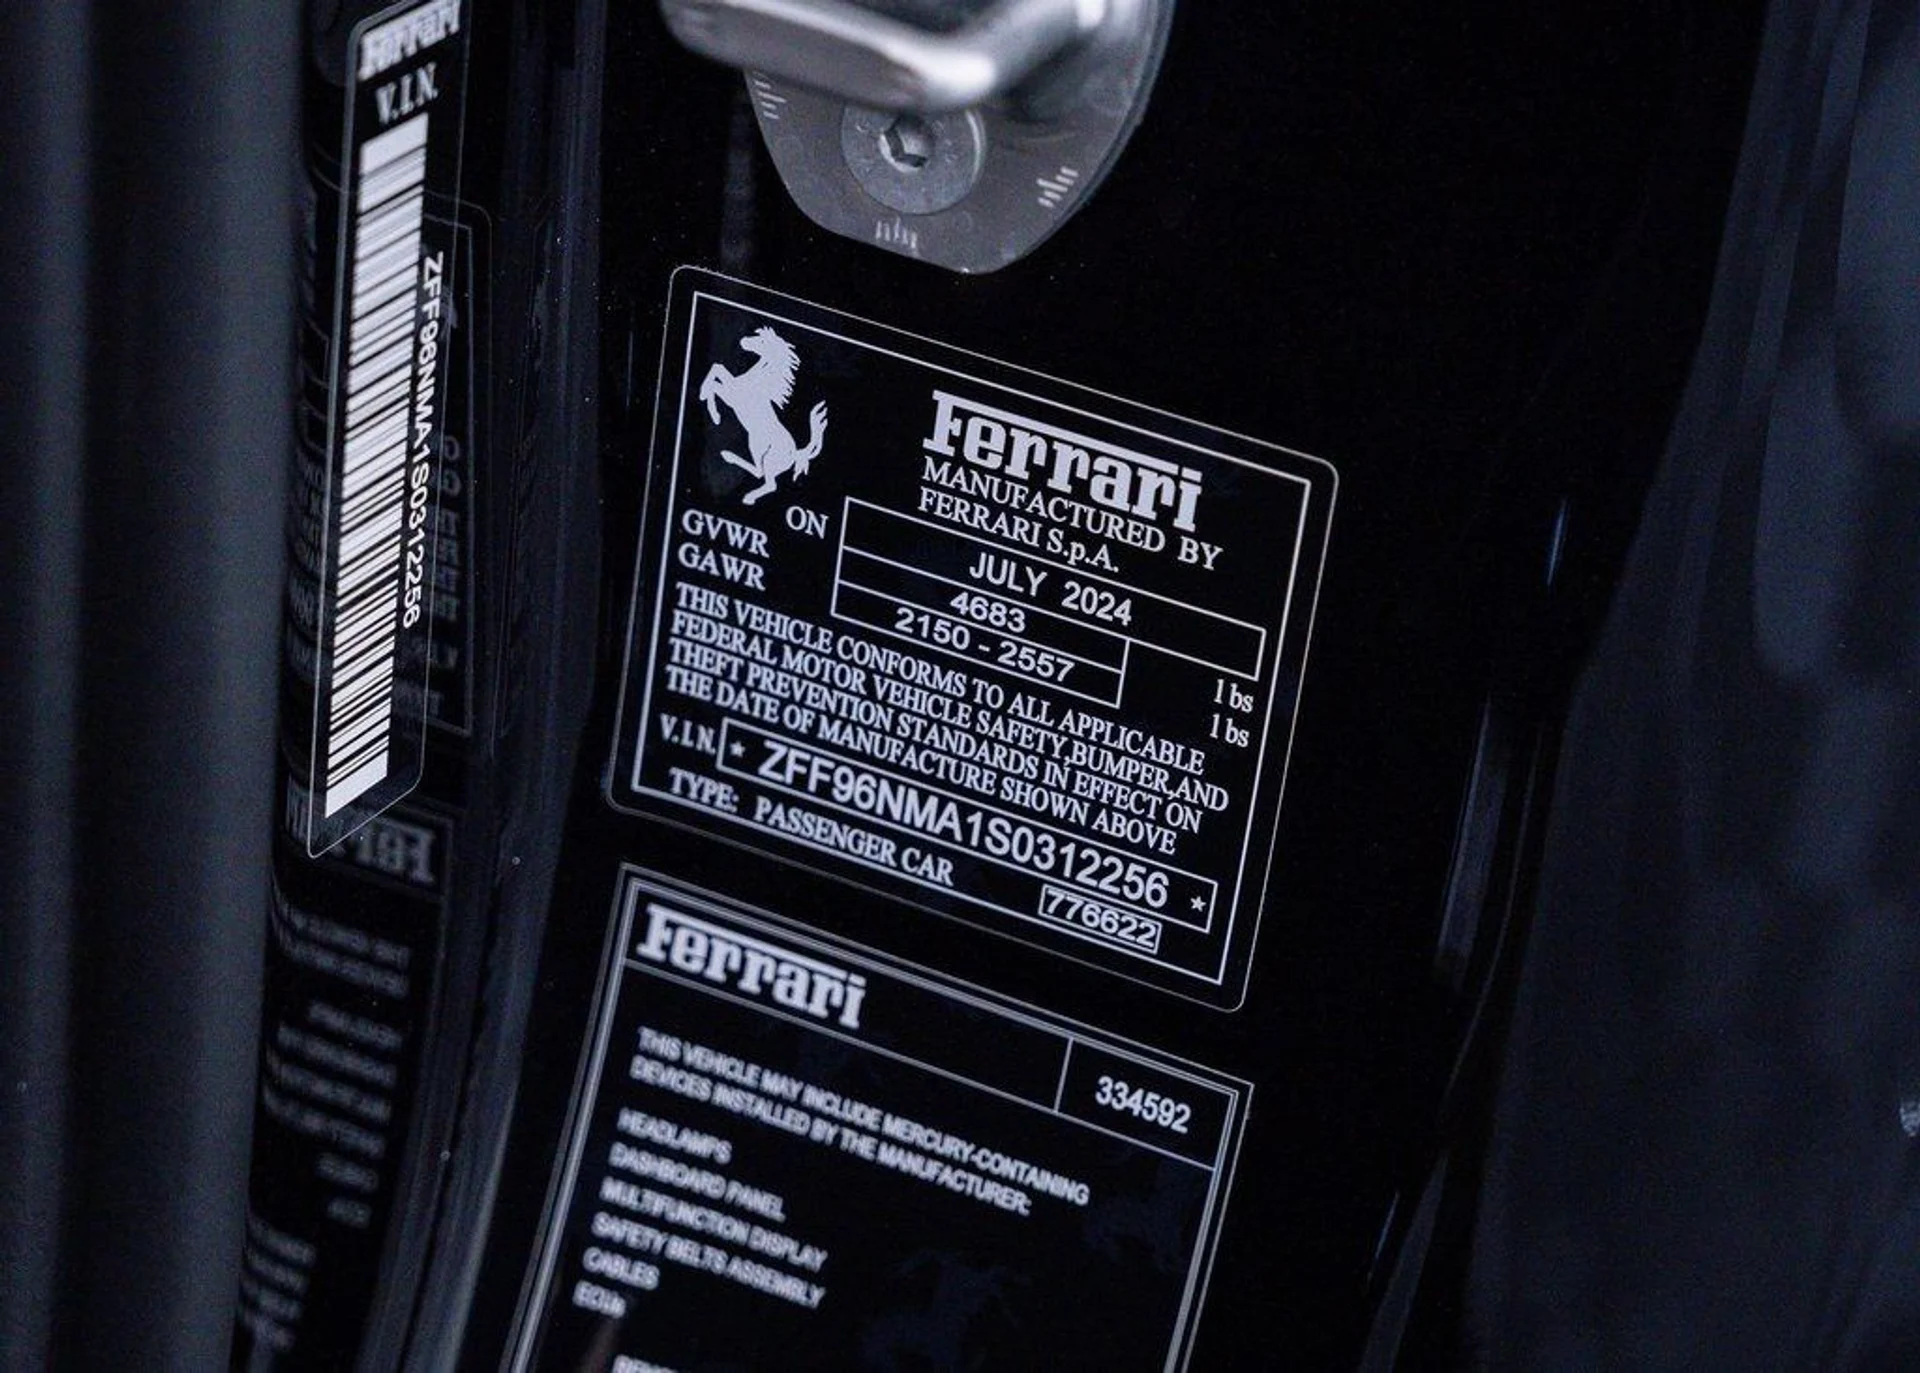 Ferrari
V.I.N.
ZFF96NMA1S0312256
Ferrari
MANUFACTURED BY
FERRARI S.p.A.
ON JULY 2024
GVWR 4683 lbs
GAWR 2150 - 2557 lbs
THIS VEHICLE CONFORMS TO ALL APPLICABLE
FEDERAL MOTOR VEHICLE SAFETY,BUMPER,AND
THEFT PREVENTION STANDARDS IN EFFECT ON
THE DATE OF MANUFACTURE SHOWN ABOVE
V.I.N. * ZFF96NMA1S0312256 *
TYPE: PASSENGER CAR
776622
Ferrari
334592
THIS VEHICLE MAY INCLUDE MERCURY-CONTAINING
DEVICES INSTALLED BY THE MANUFACTURER:
HEADLAMPS
DASHBOARD PANEL
MULTIFUNCTION DISPLAY
SAFETY BELTS ASSEMBLY
CABLES